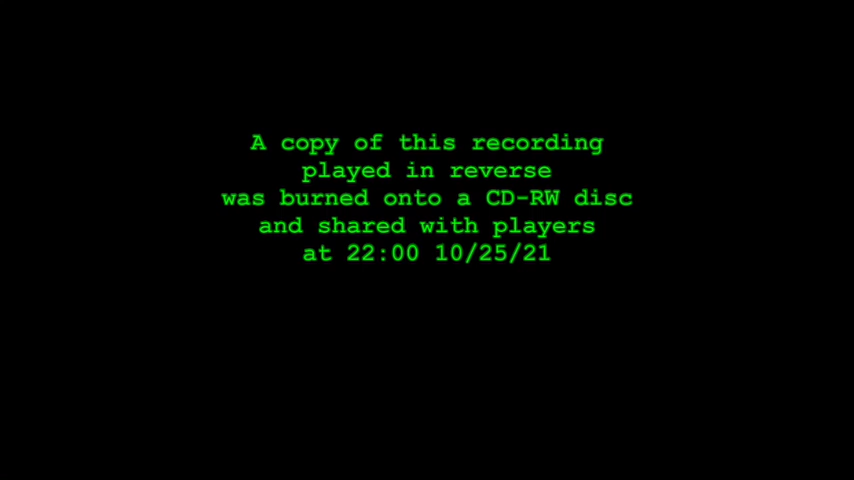 A copy of this recording
played in reverse
was burned onto a CD-RW disc
and shared with players
at 22:00 10/25/21